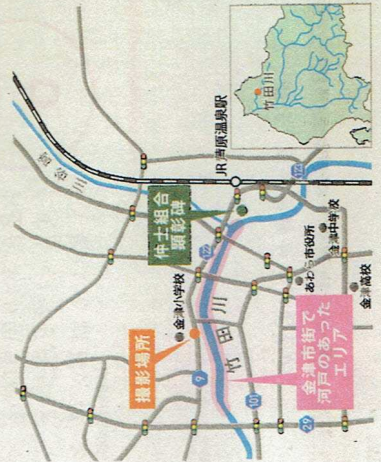 竹田川
JR芦原温泉駅
仲士組合
顕彰碑
金津小学校
撮影場所
竹田川
あわら市役所
金津中学校
金津高校
金津市街で
河戸のあった
エリア
9
101
29